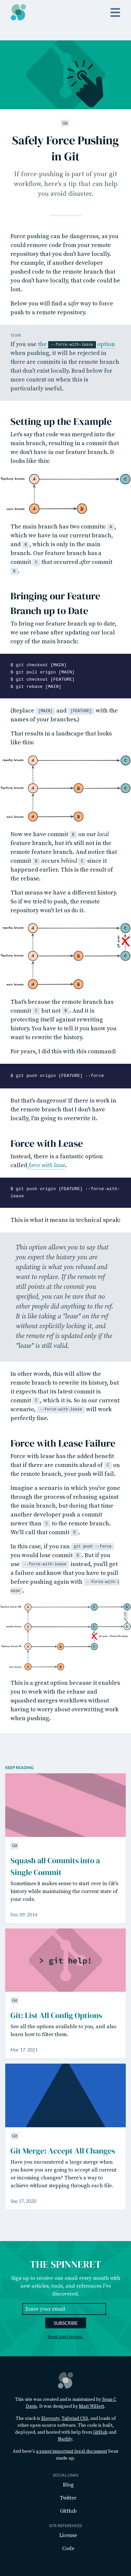 Git
Safely Force Pushing
in Git
If force-pushing is part of your git
workflow, here's a tip that can help
you avoid disaster.
Force pushing can be dangerous, as you
could remove code from your remote
repository that you don't have locally.
For example, if another developer
pushed code to the remote branch that
you don't have locally, that code could be
lost.
Below you will find a safer way to force
push to a remote repository.
TL;DR
If you use the --force-with-lease option
when pushing, it will be rejected in
there are commits in the remote branch
that don't exist locally. Read below for
more context on when this is
particularly useful.
Setting up the Example
Let's say that code was merged into the
main branch, resulting in a commit that
we don't have in our feature branch. It
looks like this:
feature branch A C
main branch A B
The main branch has two commits: A,
which we have in our current branch,
and B, which is only in the main
branch. Our feature branch has a
commit C that occurred after commit
B.
Bringing our Feature
Branch up to Date
To bring our feature branch up to date,
we use rebase after updating our local
copy of the main branch:
$ git checkout [MAIN]
$ git pull origin [MAIN]
$ git checkout [FEATURE]
$ git rebase [MAIN]
(Replace [MAIN] and [FEATURE] with the
names of your branches.)
That results in a landscape that looks
like this:
A C
A B C
main branch A B
Now we have commit B on our local
feature branch, but it's still not in the
remote feature branch. And notice that
commit B occurs behind C since it
happened earlier. This is the result of
the rebase.
That means we have a different history.
So if we tried to push, the remote
repository won't let us do it.
A C
A B C
main branch A B
That's because the remote branch has
commit C but not B. And it is
protecting itself against rewriting
history. You have to tell it you know you
want to rewrite the history.
For years, I did this with this command:
$ git push origin [FEATURE] --force
But that's dangerous! If there is work in
the remote branch that I don't have
locally, I'm going to overwrite it.
Force with Lease
Instead, there is a fantastic option
called force with lease.
$ git push origin [FEATURE] --force-with-
lease
This is what it means in technical speak:
This option allows you to say that
you expect the history you are
updating is what you rebased and
want to replace. If the remote ref
still points at the commit you
specified, you can be sure that no
other people did anything to the ref.
It is like taking a "lease" on the ref
without explicitly locking it, and
the remote ref is updated only if the
"lease" is still valid.
In other words, this will allow the
remote branch to rewrite its history, but
it expects that its latest commit is
commit C, which it is. So in our current
scenario, --force-with-lease will work
perfectly fine.
Force with Lease Failure
Force with lease has the added benefit
that if there are commits ahead of C on
the remote branch, your push will fail.
Imagine a scenario in which you've gone
through the process of rebasing against
the main branch, but during that time
another developer push a commit
newer than C to the remote branch.
We'll call that commit D.
In this case, if you ran git push --force
you would lose commit D. But if you
use --force-with-lease instead, you'll get
a failure in command that you have to pull
before pushing again with --force-with-l
ease.
A C
A B C
main branch A B
This is a great option because it enables
you to work with rebased and
squashed merges workflows without
having to worry about overwriting work
when pushing.
KEEP READING
Git
Squash all Commits into a
Single Commit
Sometimes it makes sense to start over in Git's
history while maintaining the current state of
your code.
Dec 09, 2014
> git help!
Git
Git: List All Config Options
See all the options available to you, and also
learn how to filter them.
Mar 17, 2021
Git
Git Merge: Accept All Changes
Have you encountered a large merge when
you know you are going to accept all current
or incoming changes? There's a way to
achieve without stepping through each file.
Sep 17, 2020
THE SPINNERET
Sign up to receive one email every month with
new articles, tools, and references I've
discovered.
Enter your email
SUBSCRIBE
Read past issues.
This site was created and is maintained by Sean C
Davis. It was designed by Matt Willett.
The stack is Eleventy, Tailwind CSS, and loads of
other open-source software. The code is built,
deployed, and hosted with help from GitHub and
Netlify.
And here's a super important legal document Sean
made up.
SOCIAL LINKS
Blog
Twitter
GitHub
SITE REFERENCES
License
Code